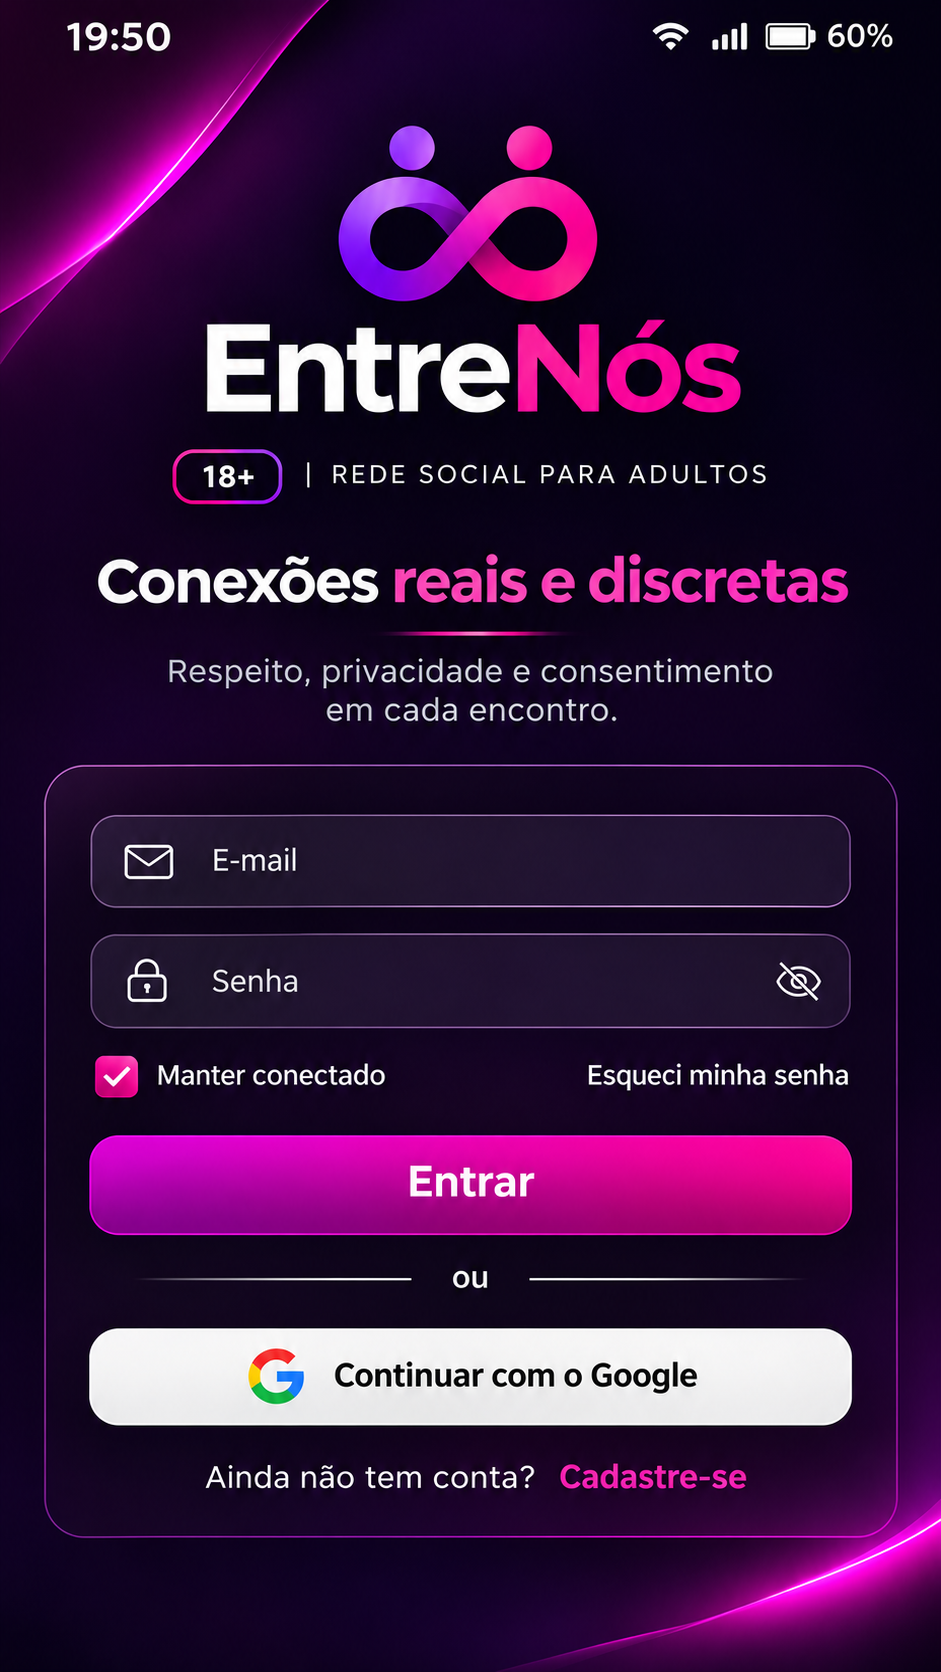 19:50 60%
EntreNós
18+ | REDE SOCIAL PARA ADULTOS
Conexões reais e discretas
Respeito, privacidade e consentimento
em cada encontro.
E-mail
Senha
Manter conectado Esqueci minha senha
Entrar
ou
Continuar com o Google
Ainda não tem conta? Cadastre-se